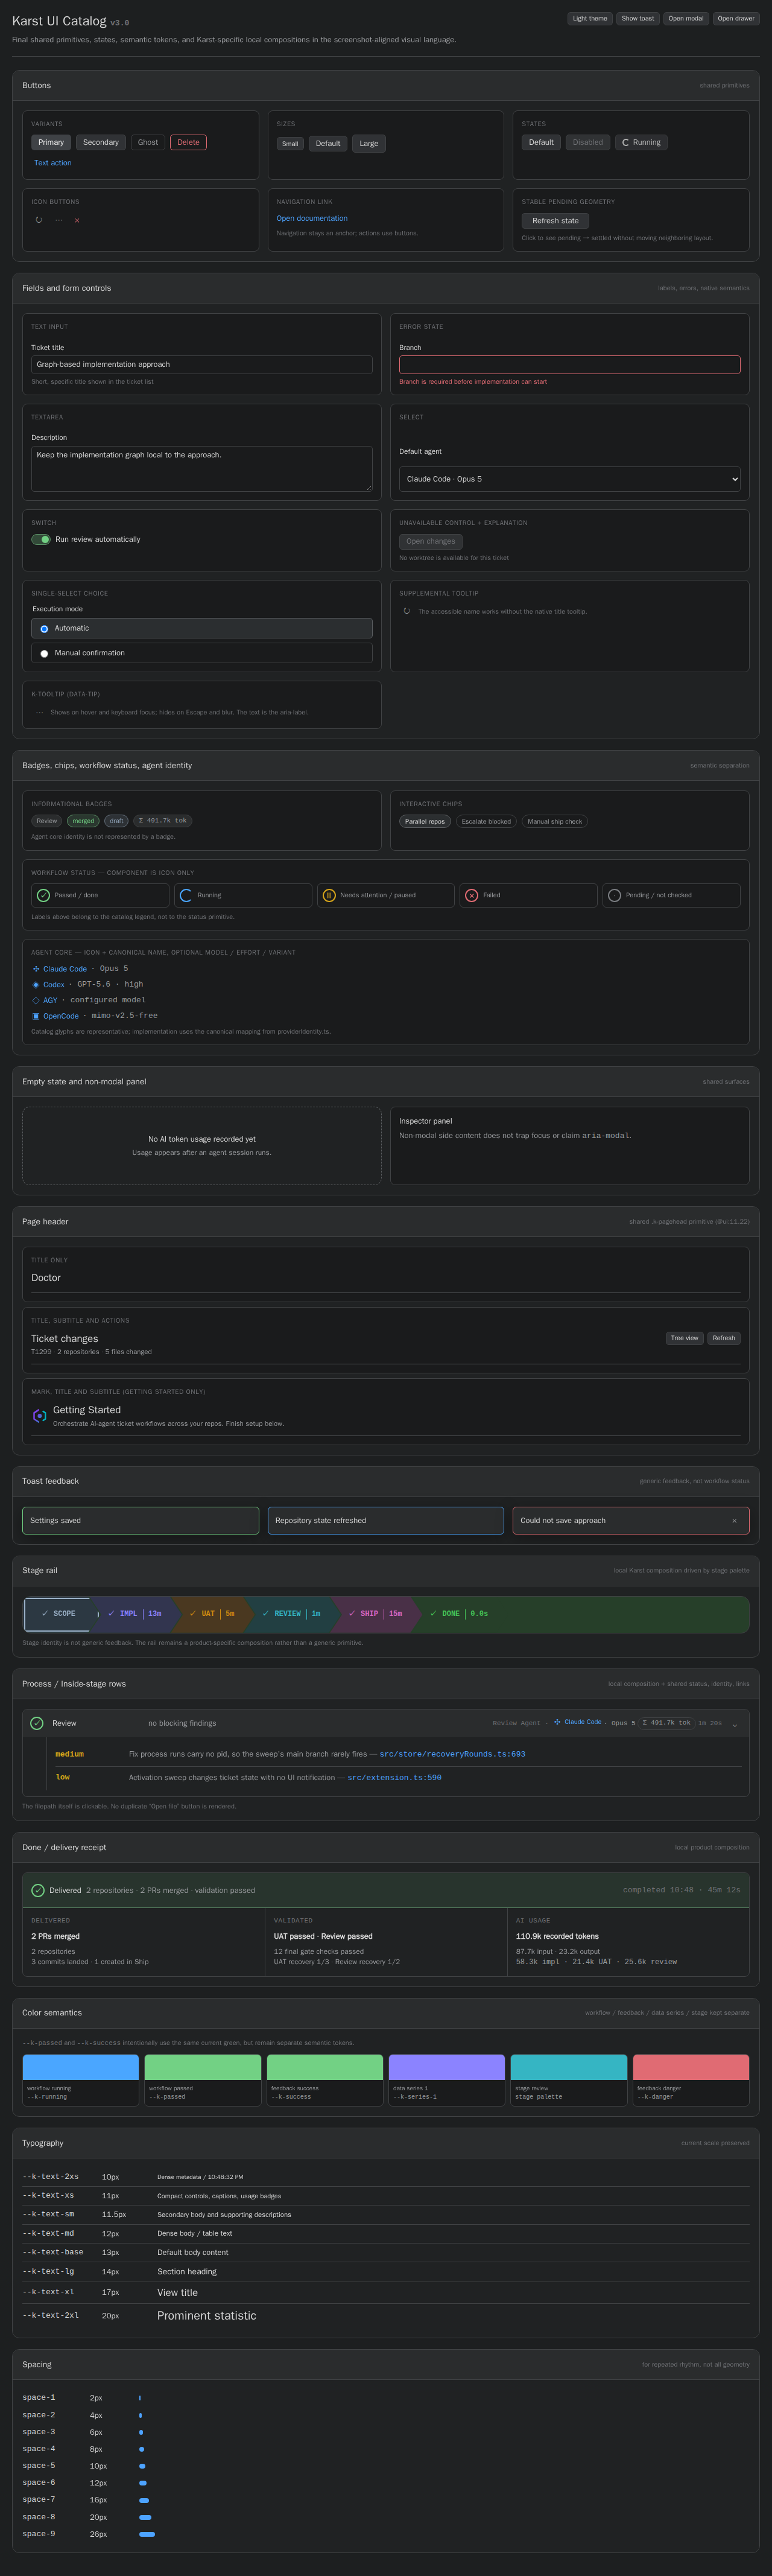 Karst UI Catalog v3.0
Light theme Show toast Open modal Open drawer
Final shared primitives, states, semantic tokens, and Karst-specific local compositions in the screenshot-aligned visual language.
Buttons
shared primitives
VARIANTS
Primary Secondary Ghost Delete
Text action
SIZES
Small Default Large
STATES
Default Disabled Running
ICON BUTTONS
NAVIGATION LINK
Open documentation
Navigation stays an anchor; actions use buttons.
STABLE PENDING GEOMETRY
Refresh state
Click to see pending → settled without moving neighboring layout.
Fields and form controls
labels, errors, native semantics
TEXT INPUT
Ticket title
Graph-based implementation approach
Short, specific title shown in the ticket list
ERROR STATE
Branch
Branch is required before implementation can start
TEXTAREA
Description
Keep the implementation graph local to the approach.
SELECT
Default agent
Claude Code · Opus 5
SWITCH
Run review automatically
UNAVAILABLE CONTROL + EXPLANATION
Open changes
No worktree is available for this ticket
SINGLE-SELECT CHOICE
Execution mode
Automatic
Manual confirmation
SUPPLEMENTAL TOOLTIP
The accessible name works without the native title tooltip.
K-TOOLTIP (DATA-TIP)
Shows on hover and keyboard focus; hides on Escape and blur. The text is the aria-label.
Badges, chips, workflow status, agent identity
semantic separation
INFORMATIONAL BADGES
Review merged draft Σ 491.7k tok
Agent core identity is not represented by a badge.
INTERACTIVE CHIPS
Parallel repos Escalate blocked Manual ship check
WORKFLOW STATUS — COMPONENT IS ICON ONLY
Passed / done
Running
Needs attention / paused
Failed
Pending / not checked
Labels above belong to the catalog legend, not to the status primitive.
AGENT CORE — ICON + CANONICAL NAME, OPTIONAL MODEL / EFFORT / VARIANT
Claude Code · Opus 5
Codex · GPT-5.6 · high
AGY · configured model
OpenCode · mimo-v2.5-free
Catalog glyphs are representative; implementation uses the canonical mapping from providerIdentity.ts.
Empty state and non-modal panel
shared surfaces
No AI token usage recorded yet
Usage appears after an agent session runs.
Inspector panel
Non-modal side content does not trap focus or claim aria-modal.
Page header
shared .k-pagehead primitive (@ui:11.22)
TITLE ONLY
Doctor
TITLE, SUBTITLE AND ACTIONS
Ticket changes
T1299 · 2 repositories · 5 files changed
Tree view Refresh
MARK, TITLE AND SUBTITLE (GETTING STARTED ONLY)
Getting Started
Orchestrate AI-agent ticket workflows across your repos. Finish setup below.
Toast feedback
generic feedback, not workflow status
Settings saved
Repository state refreshed
Could not save approach ×
Stage rail
local Karst composition driven by stage palette
✓ SCOPE
✓ IMPL 13m
✓ UAT 5m
✓ REVIEW 1m
✓ SHIP 15m
✓ DONE 0.0s
Stage identity is not generic feedback. The rail remains a product-specific composition rather than a generic primitive.
Process / Inside-stage rows
local composition + shared status, identity, links
Review no blocking findings Review Agent · Claude Code · Opus 5 Σ 491.7k tok 1m 28s
medium Fix process runs carry no pid, so the sweep's main branch rarely fires — src/store/recoveryRounds.ts:693
low Activation sweep changes ticket state with no UI notification — src/extension.ts:590
The filepath itself is clickable. No duplicate "Open file" button is rendered.
Done / delivery receipt
local product composition
Delivered 2 repositories · 2 PRs merged · validation passed
completed 10:48 · 45m 12s
DELIVERED
2 PRs merged
2 repositories
3 commits landed · 1 created in Ship
VALIDATED
UAT passed · Review passed
12 final gate checks passed
UAT recovery 1/3 · Review recovery 1/2
AI USAGE
110.9k recorded tokens
87.7k input · 23.2k output
58.3k impl · 21.4k UAT · 25.6k review
Color semantics
workflow / feedback / data series / stage kept separate
--k-passed and --k-success intentionally use the same current green, but remain separate semantic tokens.
workflow running
--k-running
workflow passed
--k-passed
feedback success
--k-success
data series 1
--k-series-1
stage review
stage palette
feedback danger
--k-danger
Typography
current scale preserved
--k-text-2xs 10px Dense metadata / 10:48:32 PM
--k-text-xs 11px Compact controls, captions, usage badges
--k-text-sm 11.5px Secondary body and supporting descriptions
--k-text-md 12px Dense body / table text
--k-text-base 13px Default body content
--k-text-lg 14px Section heading
--k-text-xl 17px View title
--k-text-2xl 20px Prominent statistic
Spacing
for repeated rhythm, not all geometry
space-1 2px
space-2 4px
space-3 6px
space-4 8px
space-5 10px
space-6 12px
space-7 16px
space-8 20px
space-9 26px